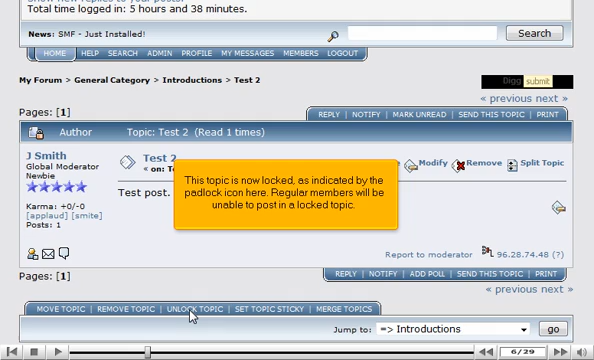 Show new replies to your posts.
Total time logged in: 5 hours and 38 minutes.
News: SMF - Just Installed!
Search
HOME HELP SEARCH ADMIN PROFILE MY MESSAGES MEMBERS LOGOUT
My Forum > General Category > Introductions > Test 2
Digg submit
« previous next »
Pages: [1]
REPLY | NOTIFY | MARK UNREAD | SEND THIS TOPIC | PRINT
Author Topic: Test 2 (Read 1 times)
J Smith
Global Moderator
Newbie
Karma: +0/-0
[applaud] [smite]
Posts: 1
Test 2
« on:
Modify Remove Split Topic
Test post.
This topic is now locked, as indicated by the
padlock icon here. Regular members will be
unable to post in a locked topic.
Report to moderator 96.28.74.48 (?)
Pages: [1]
REPLY | NOTIFY | ADD POLL | SEND THIS TOPIC | PRINT
« previous next »
MOVE TOPIC | REMOVE TOPIC | UNLOCK TOPIC | SET TOPIC STICKY | MERGE TOPICS
Jump to: => Introductions go
6/29